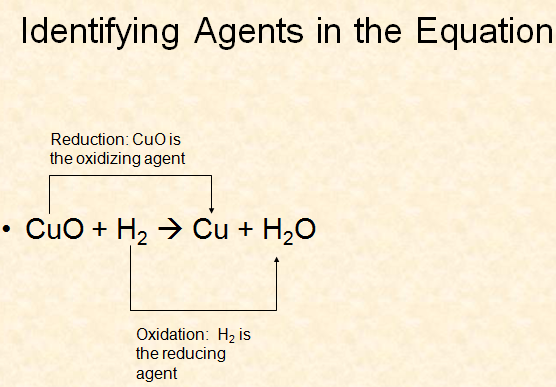 Identifying Agents in the Equation
Reduction: CuO is
the oxidizing agent
• CuO + H₂ → Cu + H₂O
Oxidation: H₂ is
the reducing
agent